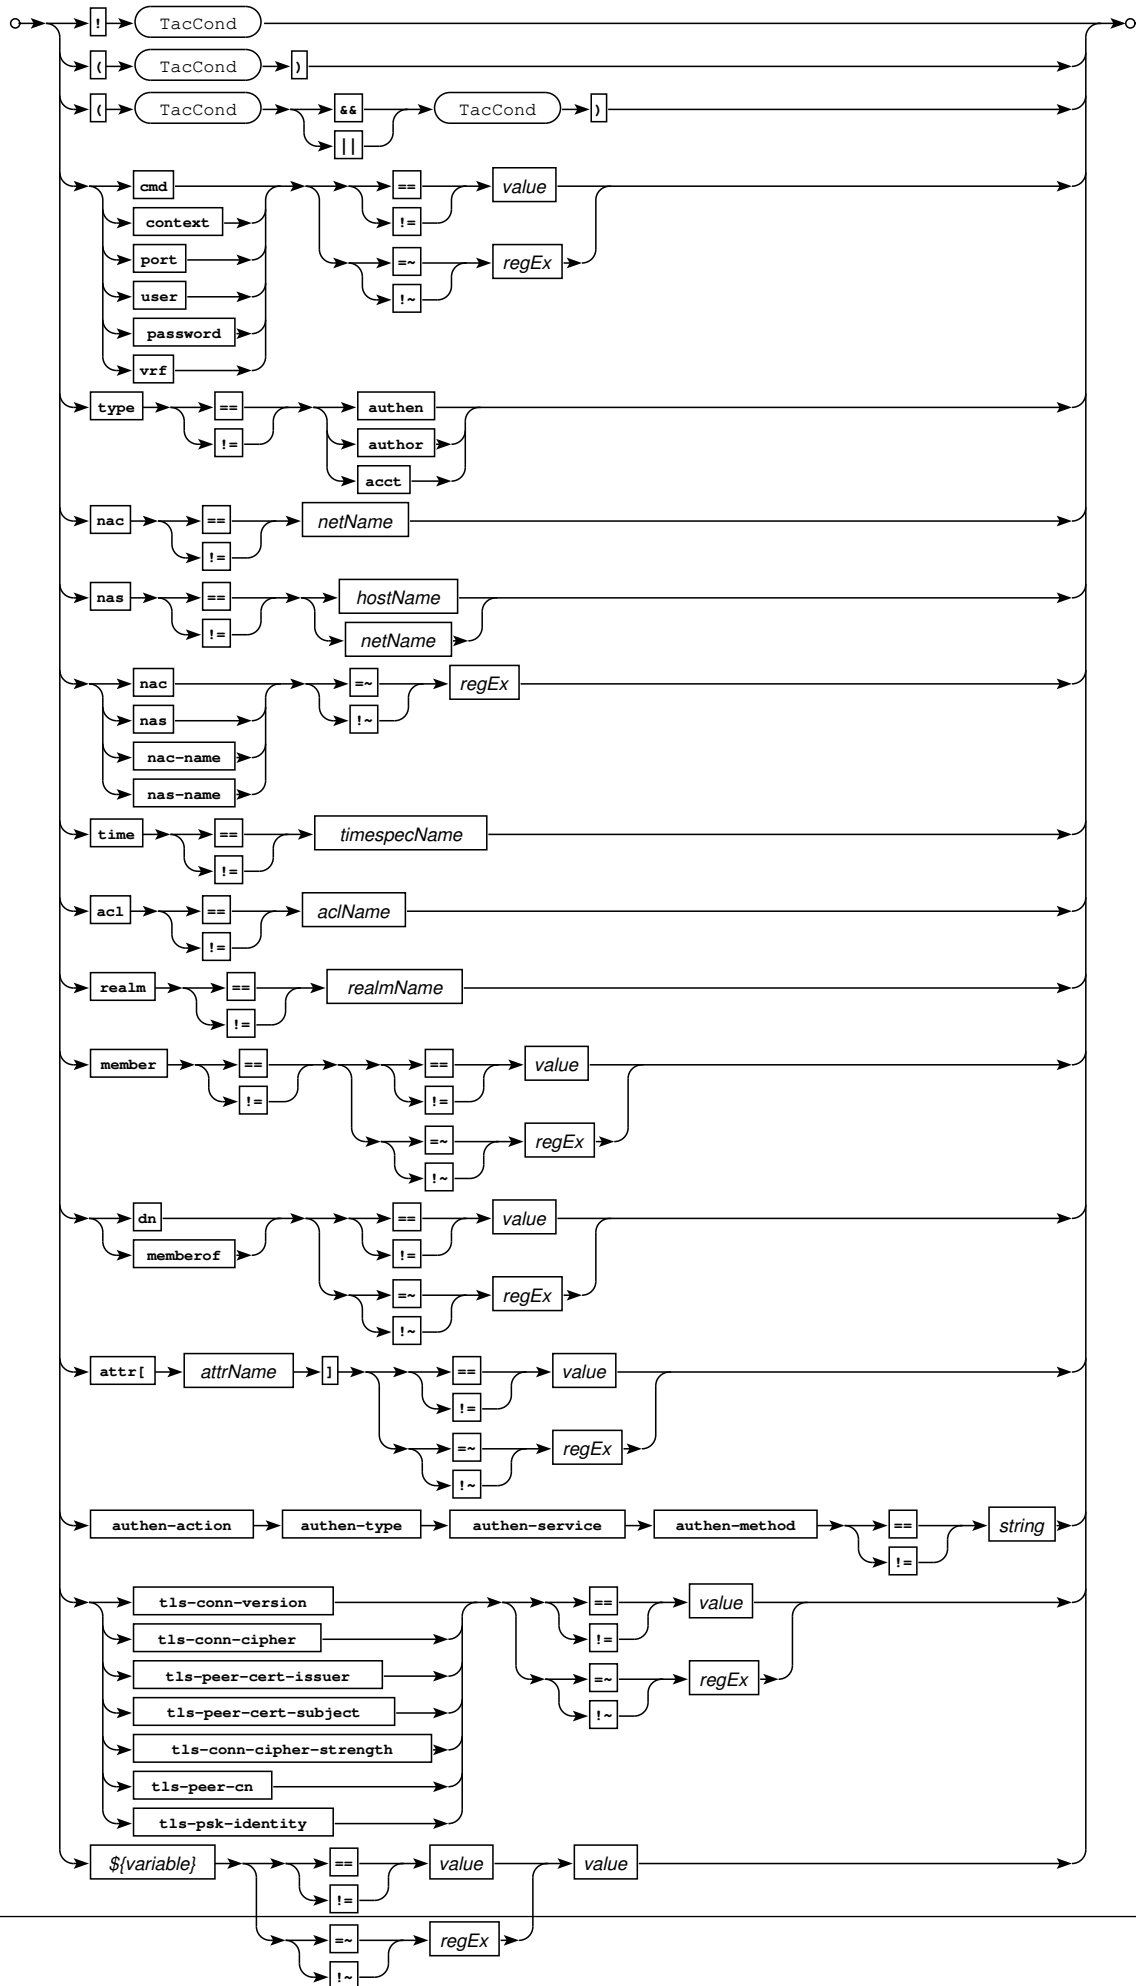 ! TacCond
( TacCond )
( TacCond && TacCond )
||
cmd == value
context !=
port =~ regEx
user !~
password
vrf
type == authen
!= author
acct
nac == netName
!=
nas == hostName
!= netName
nac =~ regEx
nas !~
nac-name
nas-name
time == timespecName
!=
acl == aclName
!=
realm == realmName
!=
member == == value
!= !=
=~ regEx
!~
dn == value
memberof !=
=~ regEx
!~
attr[ attrName ] == value
!=
=~ regEx
!~
authen-action authen-type authen-service authen-method == string
!=
tls-conn-version == value
tls-conn-cipher !=
tls-peer-cert-issuer =~ regEx
tls-peer-cert-subject !~
tls-conn-cipher-strength
tls-peer-cn
tls-psk-identity
${variable} == value value
!=
=~ regEx
!~